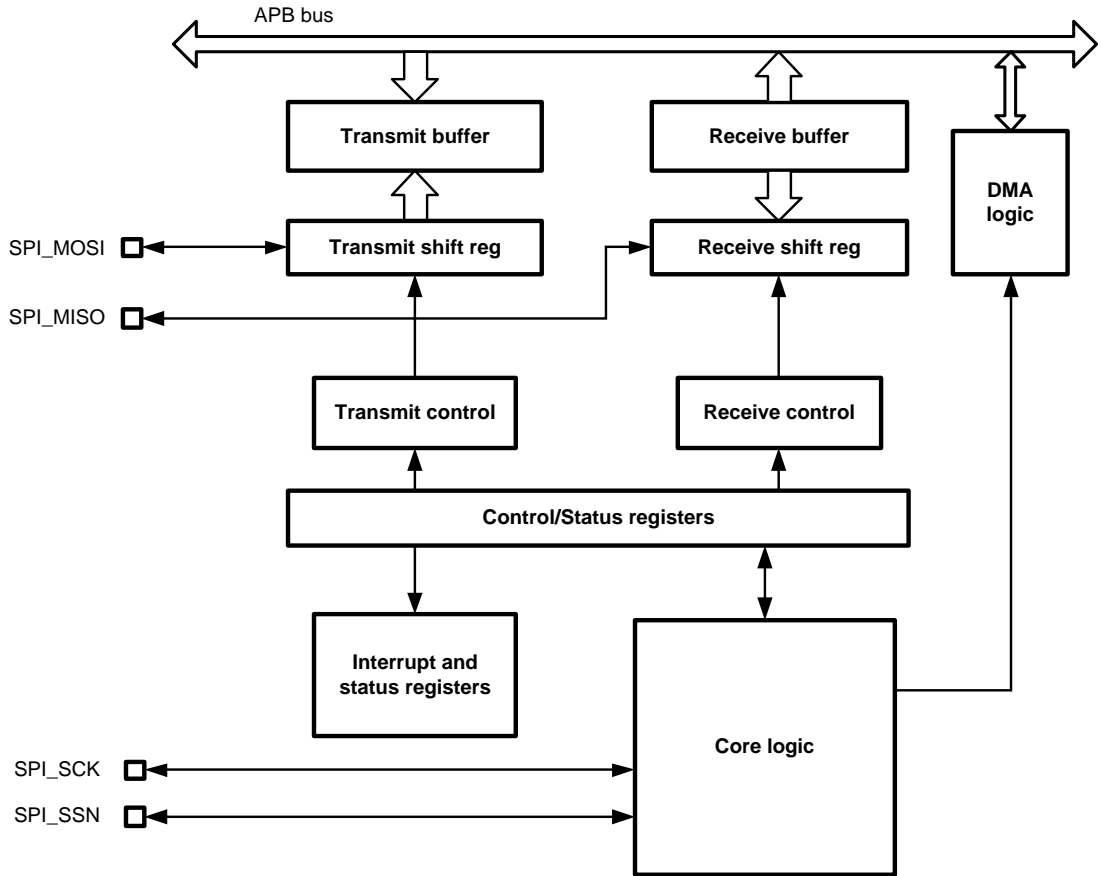 APB bus
Transmit buffer
Receive buffer
DMA
logic
SPI_MOSI
Transmit shift reg
Receive shift reg
SPI_MISO
Transmit control
Receive control
Control/Status registers
Interrupt and
status registers
Core logic
SPI_SCK
SPI_SSN